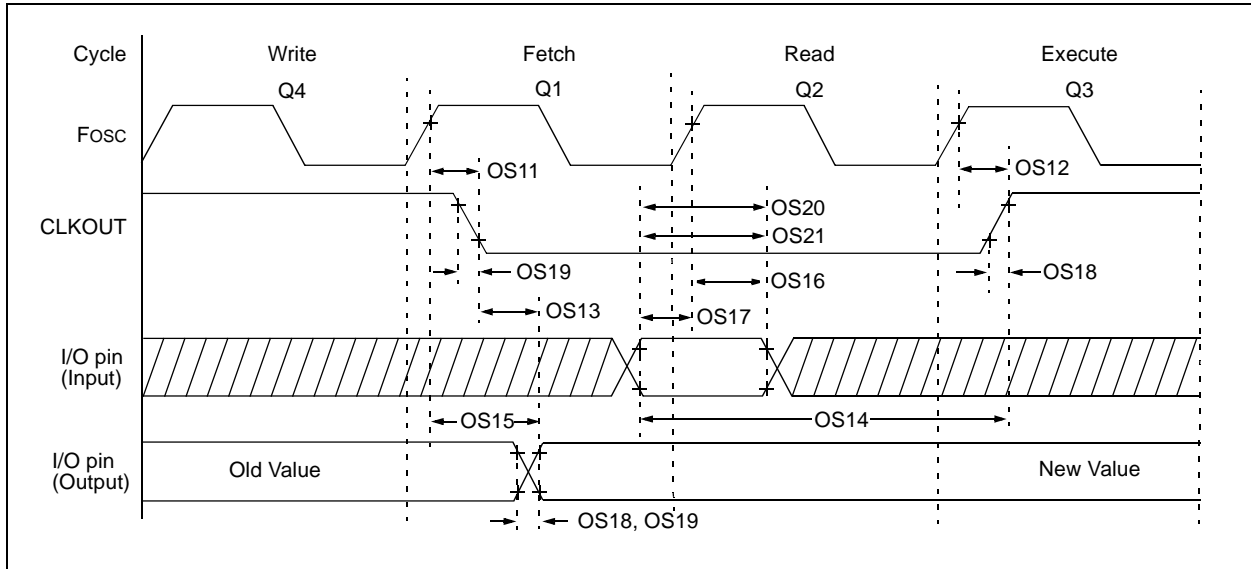 Cycle Write Fetch Read Execute
Q4 Q1 Q2 Q3
FOSC
OS11 OS12
CLKOUT
OS20
OS21
OS19 OS16 OS18
OS13 OS17
I/O pin
(Input)
OS15 OS14
I/O pin
(Output)
Old Value New Value
OS18, OS19